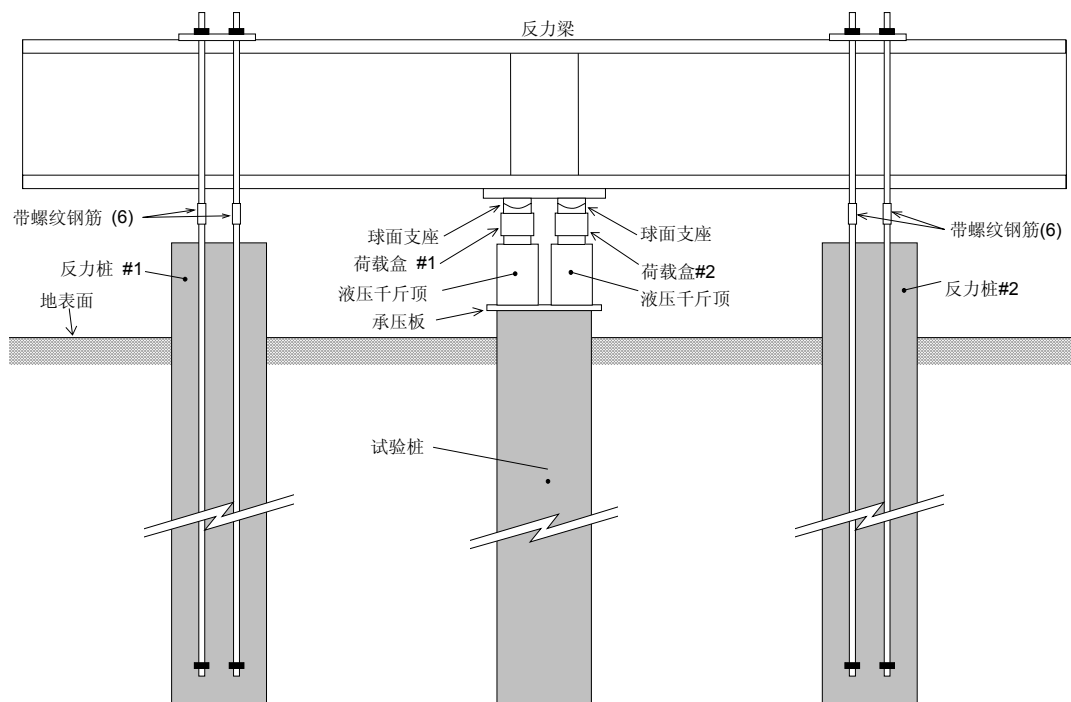 反力梁
带螺纹钢筋 (6)
带螺纹钢筋(6)
球面支座
球面支座
荷载盒 #1
荷载盒#2
反力桩 #1
液压千斤顶
液压千斤顶
反力桩#2
地表面
承压板
试验桩